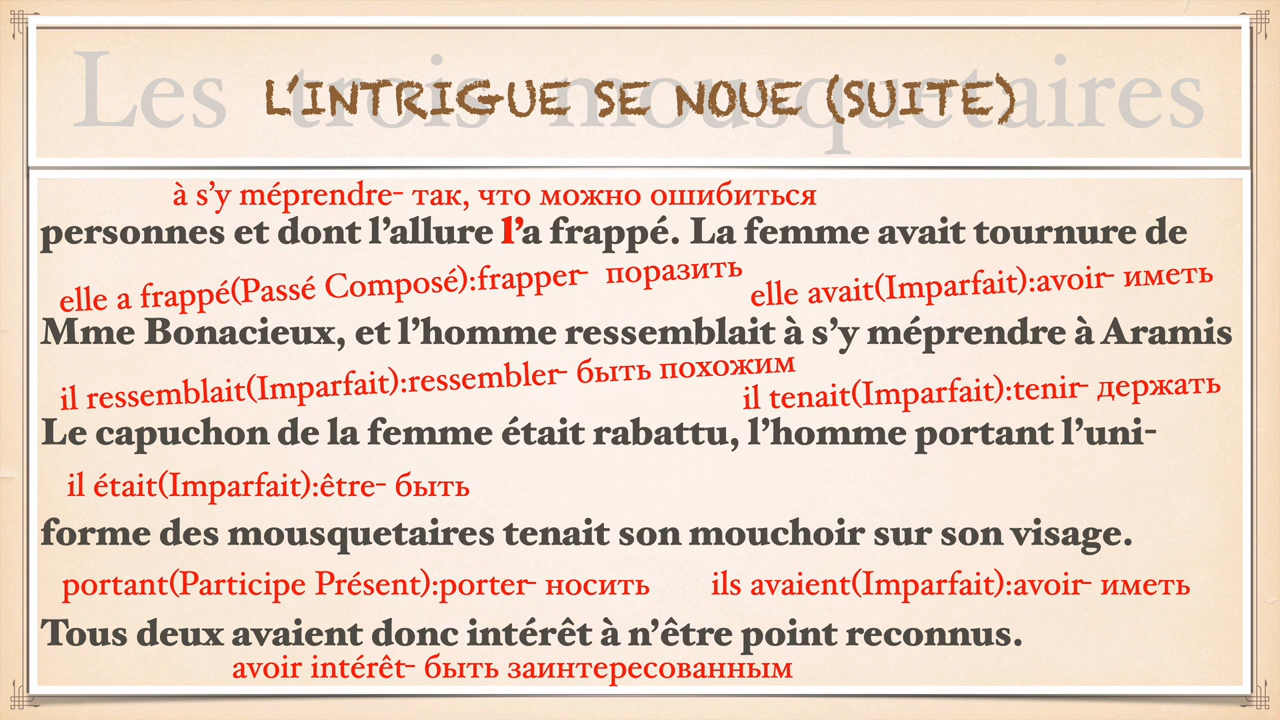 Les trois mousquetaires
L'INTRIGUE SE NOUE (SUITE)
à s'y méprendre- так, что можно ошибиться
personnes et dont l'allure l'a frappé. La femme avait tournure de
elle a frappé(Passé Composé):frapper- поразить
elle avait(Imparfait):avoir- иметь
Mme Bonacieux, et l'homme ressemblait à s'y méprendre à Aramis
il ressemblait(Imparfait):ressembler- быть похожим
il tenait(Imparfait):tenir- держать
Le capuchon de la femme était rabattu, l'homme portant l'uni-
il était(Imparfait):être- быть
forme des mousquetaires tenait son mouchoir sur son visage.
portant(Participe Présent):porter- носить
ils avaient(Imparfait):avoir- иметь
Tous deux avaient donc intérêt à n'être point reconnus.
avoir intérêt- быть заинтересованным